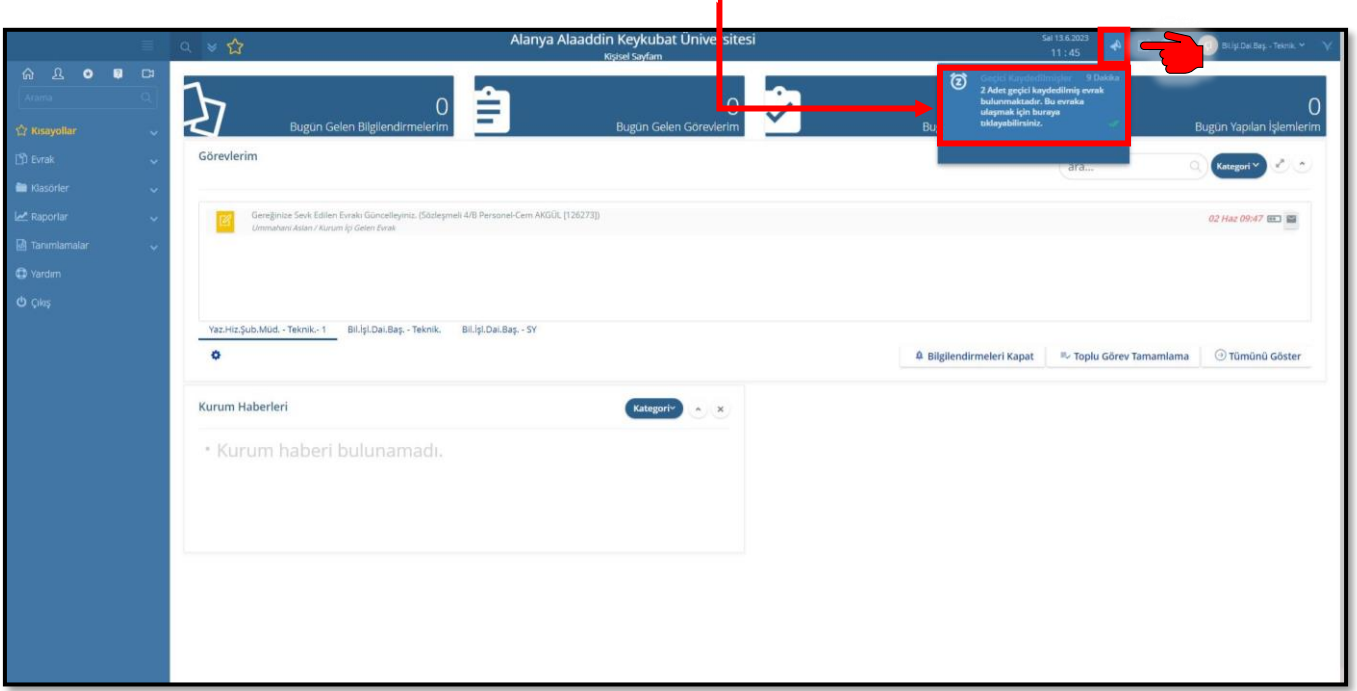 Alanya Alaaddin Keykubat Üniversitesi
Kişisel Sayfam
Sal 13.6.2023
11 : 45
Bil.İşl.Dai.Baş. - Teknik.
Arama
Kısayollar
Evrak
Klasörler
Raporlar
Tanımlamalar
Yardım
Çıkış
0
Bugün Gelen Bilgilendirmelerim
0
Bugün Gelen Görevlerim
Bu
0
Bugün Yapılan İşlemlerim
Geçici Kaydedilmişler 9 Dakika
2 Adet geçici kaydedilmiş evrak
bulunmaktadır. Bu evraka
ulaşmak için buraya
tıklayabilirsiniz.
Görevlerim
ara...
Kategori
Gereğinize Sevk Edilen Evrakı Güncelleyiniz. (Sözleşmeli 4/B Personel-Cem AKGÜL [126273])
Ummahani Aslan / Kurum İçi Gelen Evrak
02 Haz 09:47
Yaz.Hiz.Şub.Müd. - Teknik.- 1
Bil.İşl.Dai.Baş. - Teknik.
Bil.İşl.Dai.Baş. - SY
Bilgilendirmeleri Kapat
Toplu Görev Tamamlama
Tümünü Göster
Kurum Haberleri
Kategori
Kurum haberi bulunamadı.